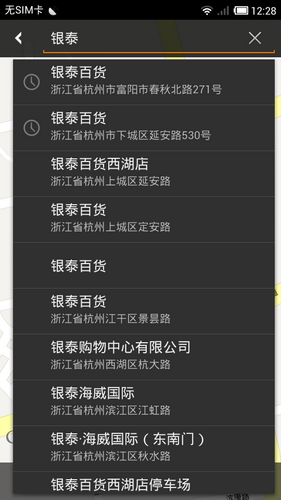 无SIM卡
12:28
银泰
银泰百货
浙江省杭州市富阳市春秋北路271号
银泰百货
浙江省杭州市下城区延安路530号
银泰百货西湖店
浙江省杭州上城区延安路
银泰百货
浙江省杭州上城区定安路
银泰百货
银泰百货
浙江省杭州江干区景昙路
银泰购物中心有限公司
浙江省杭州西湖区杭大路
银泰海威国际
浙江省杭州滨江区江虹路
银泰·海威国际（东南门）
浙江省杭州滨江区秋水路
银泰百货西湖店停车场